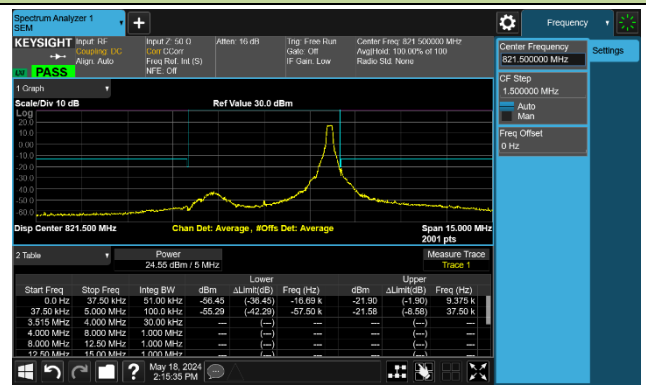 Spectrum Analyzer 1
SEM
Frequency
KEYSIGHT
Input: RF
Coupling: DC
Align: Auto
Input Z: 50 Ω
Corr CCorr
Freq Ref: Int (S)
NFE: Off
Atten: 16 dB
Trig: Free Run
Gate: Off
IF Gain: Low
Center Freq: 821.500000 MHz
Avg|Hold: 100.00% of 100
Radio Std: None
PASS
Center Frequency
821.500000 MHz
Settings
CF Step
1.500000 MHz
Auto
Man
Freq Offset
0 Hz
1 Graph
Scale/Div 10 dB
Ref Value 30.0 dBm
Log
20.0
10.0
0.00
-10.0
-20.0
-30.0
-40.0
-50.0
-60.0
Disp Center 821.500 MHz
Chan Det: Average, #Offs Det: Average
Span 15.000 MHz
2001 pts
2 Table
Power
24.55 dBm / 5 MHz
Measure Trace
Trace 1
Lower Upper
Start Freq Stop Freq Integ BW dBm ΔLimit(dB) Freq (Hz) dBm ΔLimit(dB) Freq (Hz)
0.0 Hz 37.50 kHz 51.00 kHz -56.45 (-36.45) -16.69 k -21.90 (-1.90) 9.375 k
37.50 kHz 5.000 MHz 100.0 kHz -55.29 (-42.29) -57.50 k -21.58 (-8.58) 37.50 k
3.515 MHz 4.000 MHz 30.00 kHz --- (---) --- --- (---) ---
4.000 MHz 8.000 MHz 1.000 MHz --- (---) --- --- (---) ---
8.000 MHz 12.50 MHz 1.000 MHz --- (---) --- --- (---) ---
12.50 MHz 15.00 MHz 1.000 MHz --- (---) --- --- (---) ---
May 18, 2024
2:15:35 PM